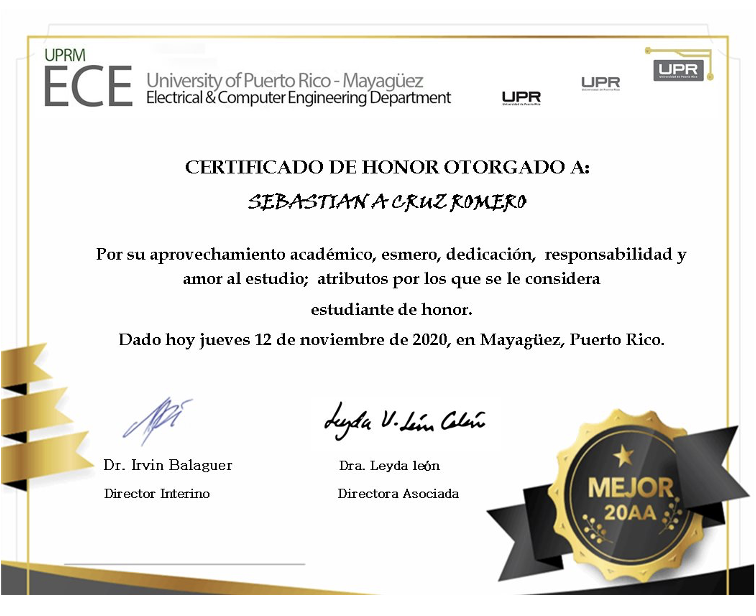 UPRM
ECE
University of Puerto Rico - Mayagüez
Electrical & Computer Engineering Department
UPR
UPR
UPR
CERTIFICADO DE HONOR OTORGADO A:
SEBASTIAN A CRUZ ROMERO
Por su aprovechamiento académico, esmero, dedicación, responsabilidad y
amor al estudio; atributos por los que se le considera
estudiante de honor.
Dado hoy jueves 12 de noviembre de 2020, en Mayagüez, Puerto Rico.
Leyda V. León Colón
Dr. Irvin Balaguer
Dra. Leyda león
Director Interino
Directora Asociada
MEJOR
20AA